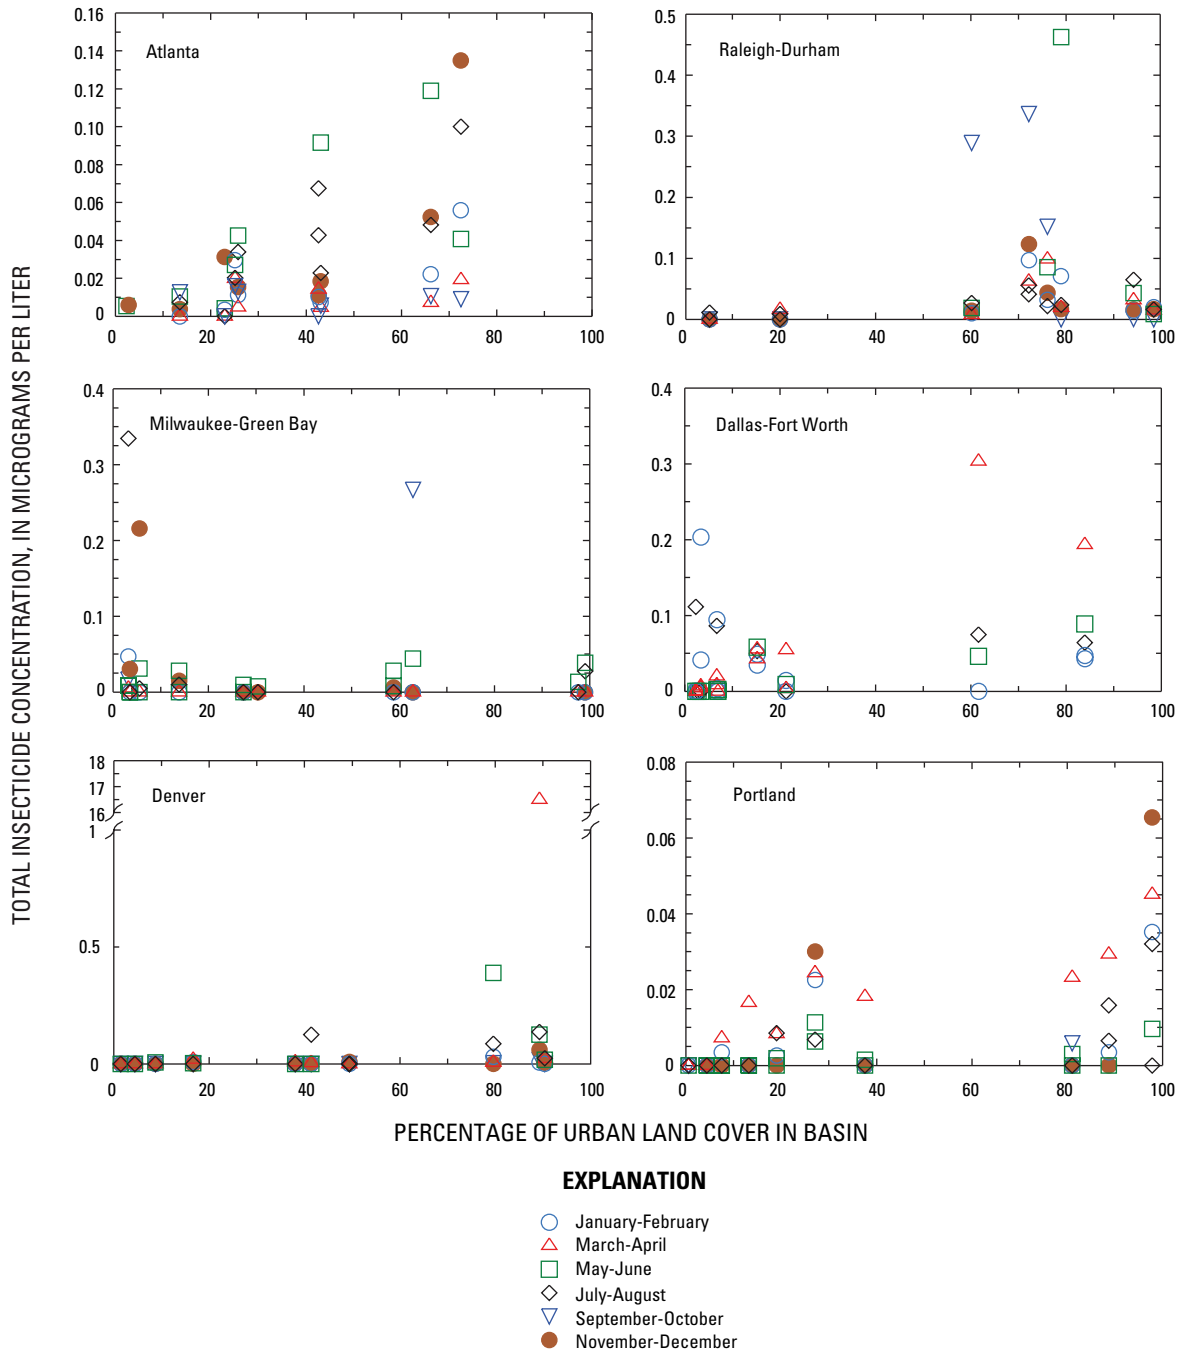 TOTAL INSECTICIDE CONCENTRATION, IN MICROGRAMS PER LITER
0.16
0.14
0.12
0.10
0.08
0.06
0.04
0.02
0
Atlanta
0 20 40 60 80 100
0.5
0.4
0.3
0.2
0.1
0
Raleigh-Durham
0 20 40 60 80 100
0.4
0.3
0.2
0.1
0
Milwaukee-Green Bay
0 20 40 60 80 100
0.4
0.3
0.2
0.1
0
Dallas-Fort Worth
0 20 40 60 80 100
18
17
16
1
0.5
0
Denver
0 20 40 60 80 100
0.08
0.06
0.04
0.02
0
Portland
0 20 40 60 80 100
PERCENTAGE OF URBAN LAND COVER IN BASIN
EXPLANATION
January-February
March-April
May-June
July-August
September-October
November-December